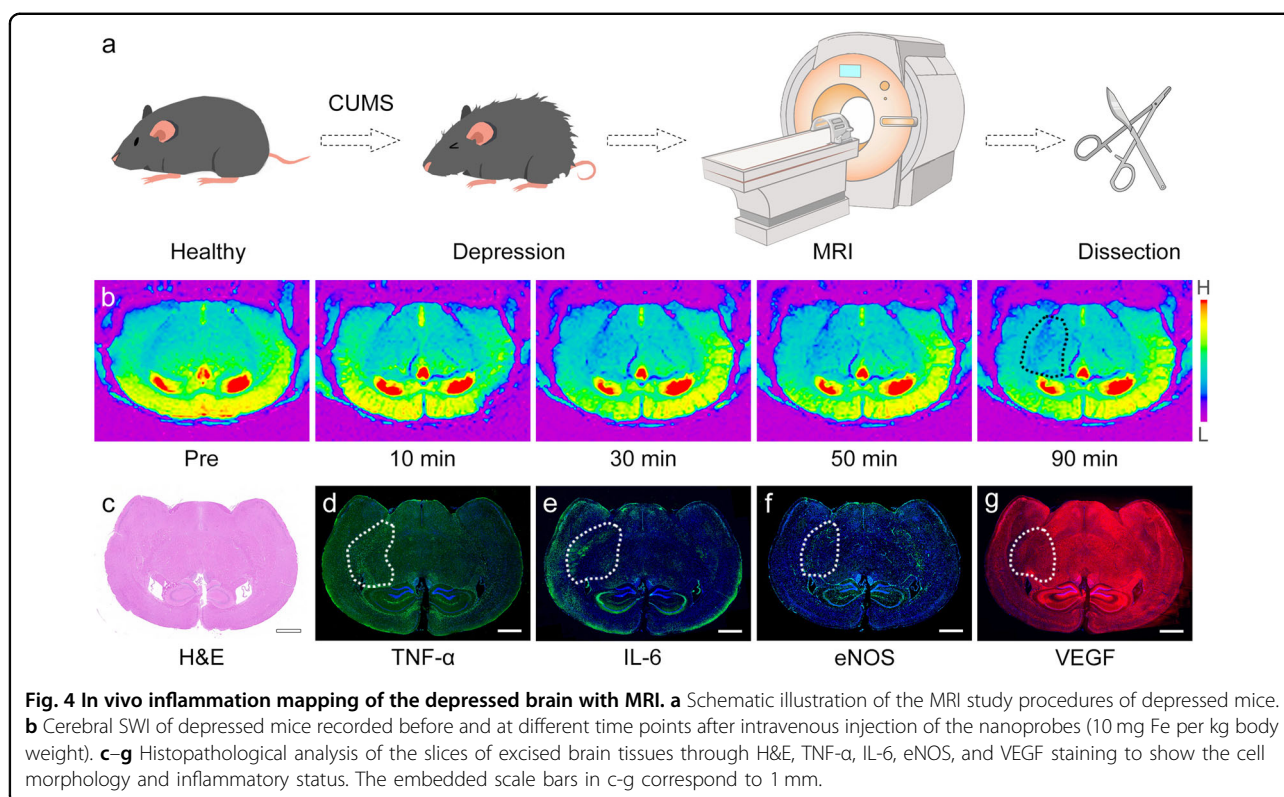 a
CUMS
Healthy
Depression
MRI
Dissection
b
H
L
Pre
10 min
30 min
50 min
90 min
c
d
e
f
g
H&E
TNF-α
IL-6
eNOS
VEGF
Fig. 4 In vivo inflammation mapping of the depressed brain with MRI. a Schematic illustration of the MRI study procedures of depressed mice.
b Cerebral SWI of depressed mice recorded before and at different time points after intravenous injection of the nanoprobes (10 mg Fe per kg body
weight). c–g Histopathological analysis of the slices of excised brain tissues through H&E, TNF-α, IL-6, eNOS, and VEGF staining to show the cell
morphology and inflammatory status. The embedded scale bars in c-g correspond to 1 mm.